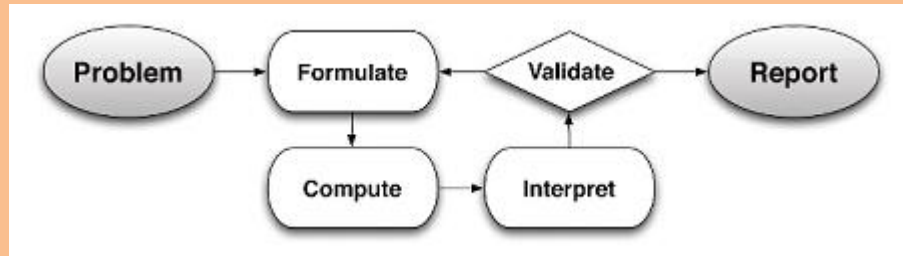 Problem
Formulate
Validate
Report
Compute
Interpret